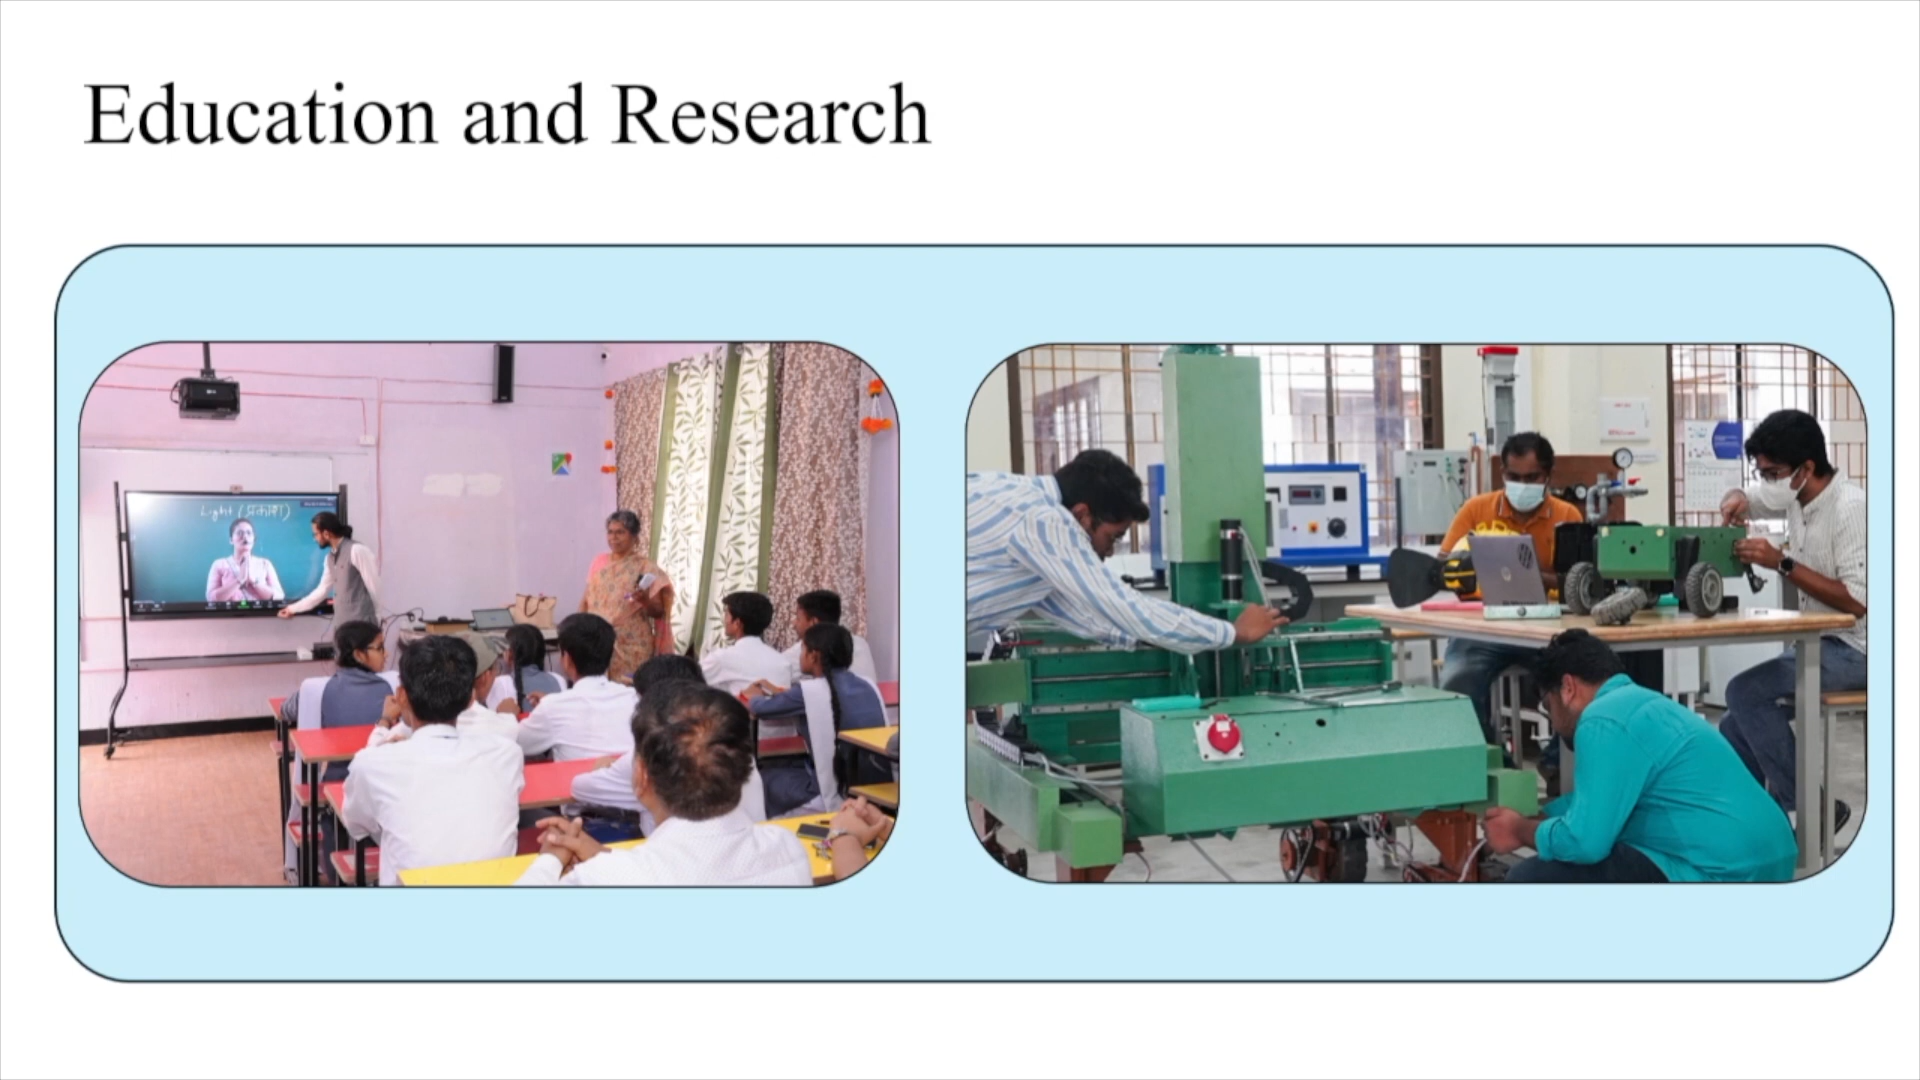 Education and Research
Light (प्रकाश)